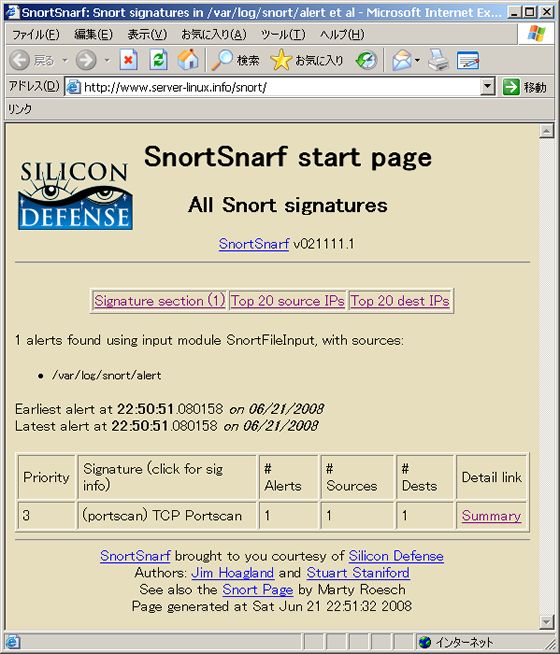 SnortSnarf: Snort signatures in /var/log/snort/alert et al - Microsoft Internet Ex...
ファイル(F) 編集(E) 表示(V) お気に入り(A) ツール(T) ヘルプ(H)
戻る 検索 お気に入り
アドレス(D) http://www.server-linux.info/snort/ 移動
リンク
SILICON
DEFENSE
SnortSnarf start page
All Snort signatures
SnortSnarf v021111.1
Signature section (1) Top 20 source IPs Top 20 dest IPs
1 alerts found using input module SnortFileInput, with sources:
• /var/log/snort/alert
Earliest alert at 22:50:51.080158 on 06/21/2008
Latest alert at 22:50:51.080158 on 06/21/2008
Priority Signature (click for sig info) # Alerts # Sources # Dests Detail link
3 (portscan) TCP Portscan 1 1 1 Summary
SnortSnarf brought to you courtesy of Silicon Defense
Authors: Jim Hoagland and Stuart Staniford
See also the Snort Page by Marty Roesch
Page generated at Sat Jun 21 22:51:32 2008
インターネット